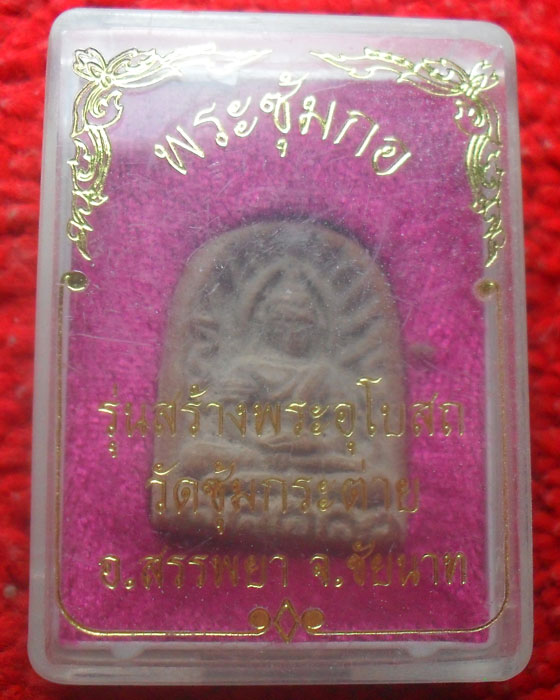 พระซุ้มกอ
รุ่นสร้างพระอุโบสถ
วัดซุ้มกระต่าย
อ.สรรพยา จ.ชัยนาท